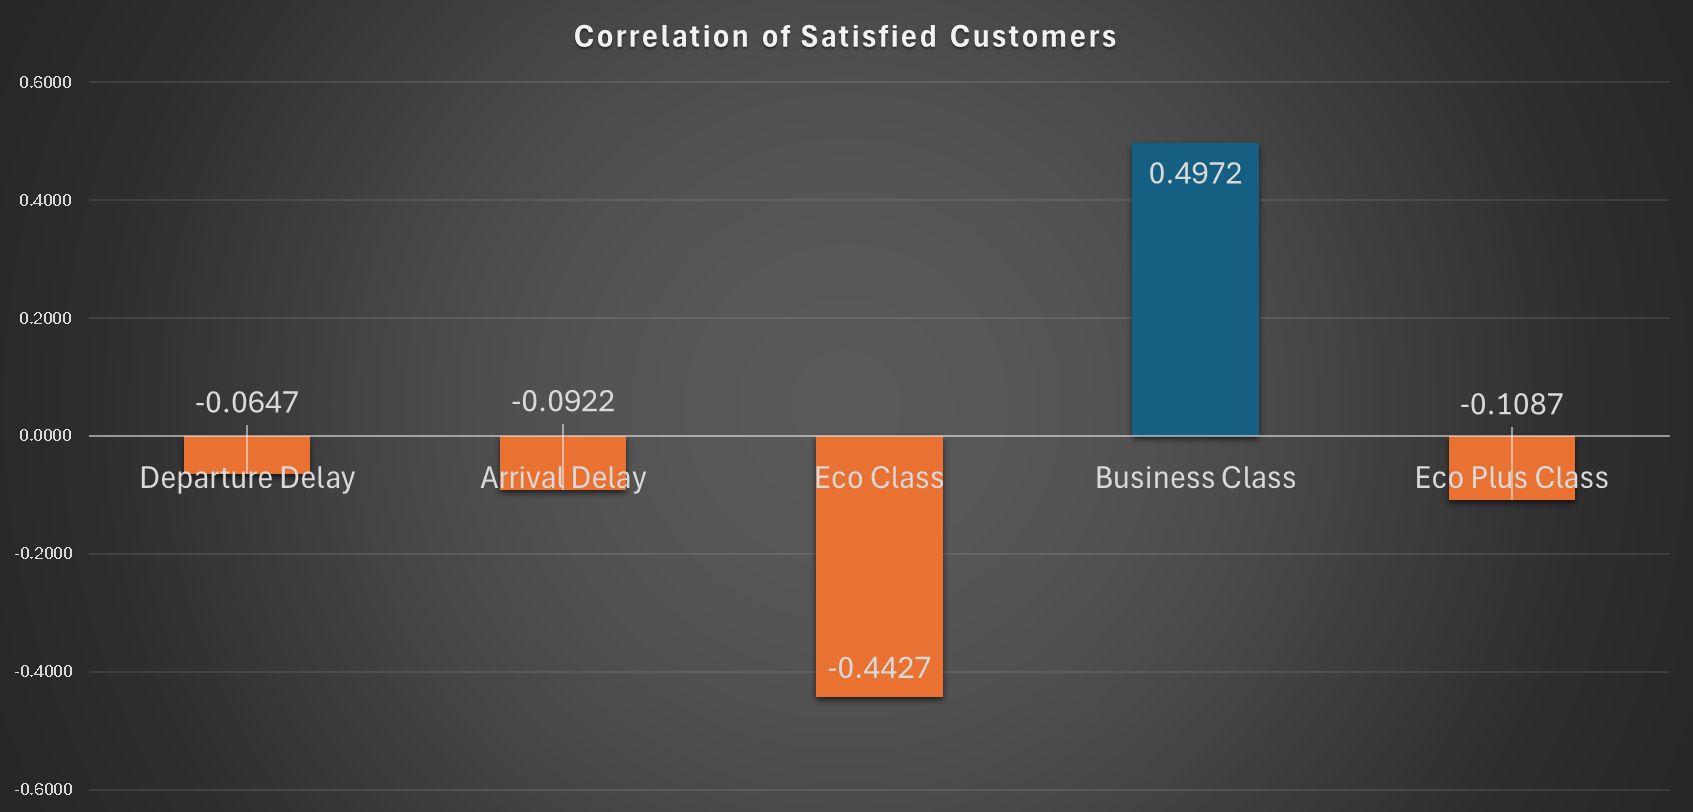 Correlation of Satisfied Customers
0.6000
0.4000
0.2000
0.0000
-0.2000
-0.4000
-0.6000
-0.0647
-0.0922
-0.4427
0.4972
-0.1087
Departure Delay
Arrival Delay
Eco Class
Business Class
Eco Plus Class